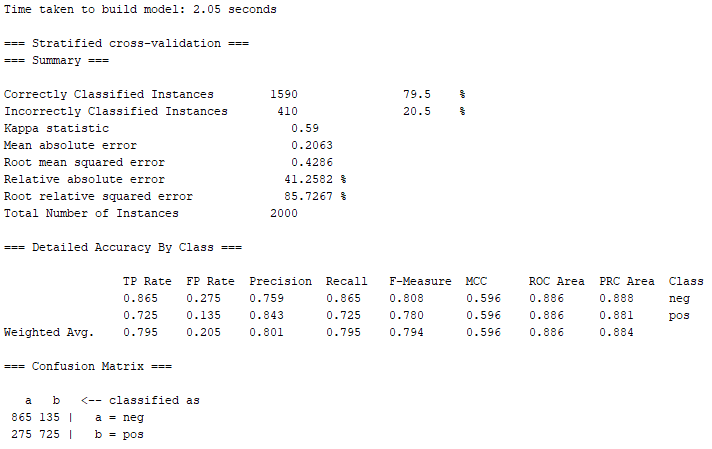 Time taken to build model: 2.05 seconds

=== Stratified cross-validation ===
=== Summary ===

Correctly Classified Instances        1590               79.5    %
Incorrectly Classified Instances       410               20.5    %
Kappa statistic                          0.59
Mean absolute error                      0.2063
Root mean squared error                  0.4286
Relative absolute error                 41.2582 %
Root relative squared error             85.7267 %
Total Number of Instances             2000

=== Detailed Accuracy By Class ===

                 TP Rate  FP Rate  Precision  Recall   F-Measure  MCC      ROC Area  PRC Area  Class
                 0.865    0.275    0.759      0.865    0.808      0.596    0.886     0.888     neg
                 0.725    0.135    0.843      0.725    0.780      0.596    0.886     0.881     pos
Weighted Avg.    0.795    0.205    0.801      0.795    0.794      0.596    0.886     0.884

=== Confusion Matrix ===

   a   b   <-- classified as
 865 135 |   a = neg
 275 725 |   b = pos